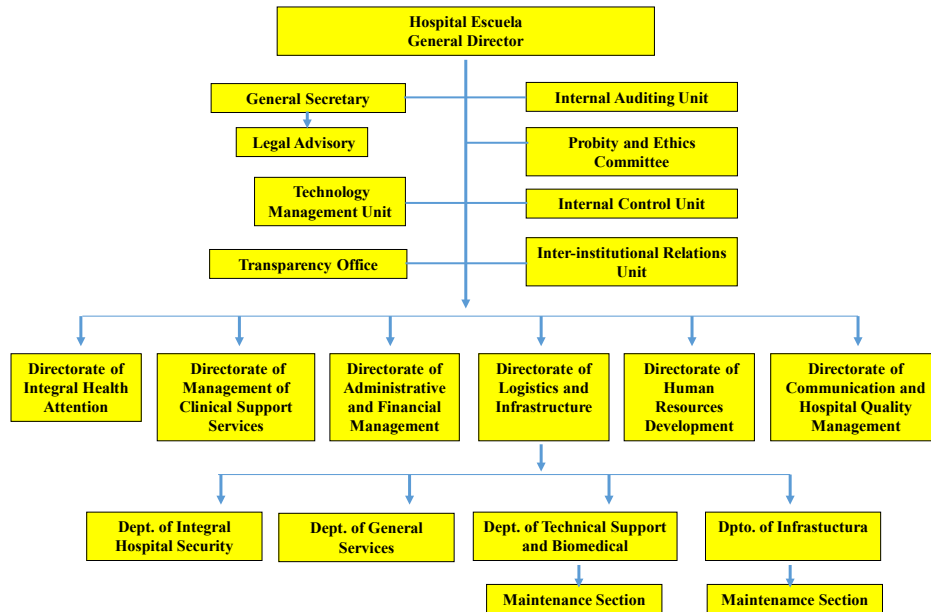 Hospital Escuela
General Director
General Secretary
Internal Auditing Unit
Legal Advisory
Probity and Ethics
Committee
Technology
Management Unit
Internal Control Unit
Transparency Office
Inter-institutional Relations
Unit
Directorate of
Integral Health
Attention
Directorate of
Management of
Clinical Support
Services
Directorate of
Administrative
and Financial
Management
Directorate of
Logistics and
Infrastructure
Directorate of
Human
Resources
Development
Directorate of
Communication and
Hospital Quality
Management
Dept. of Integral
Hospital Security
Dept. of General
Services
Dept. of Technical Support
and Biomedical
Dpto. of Infrastuctura
Maintenance Section
Maintenamce Section